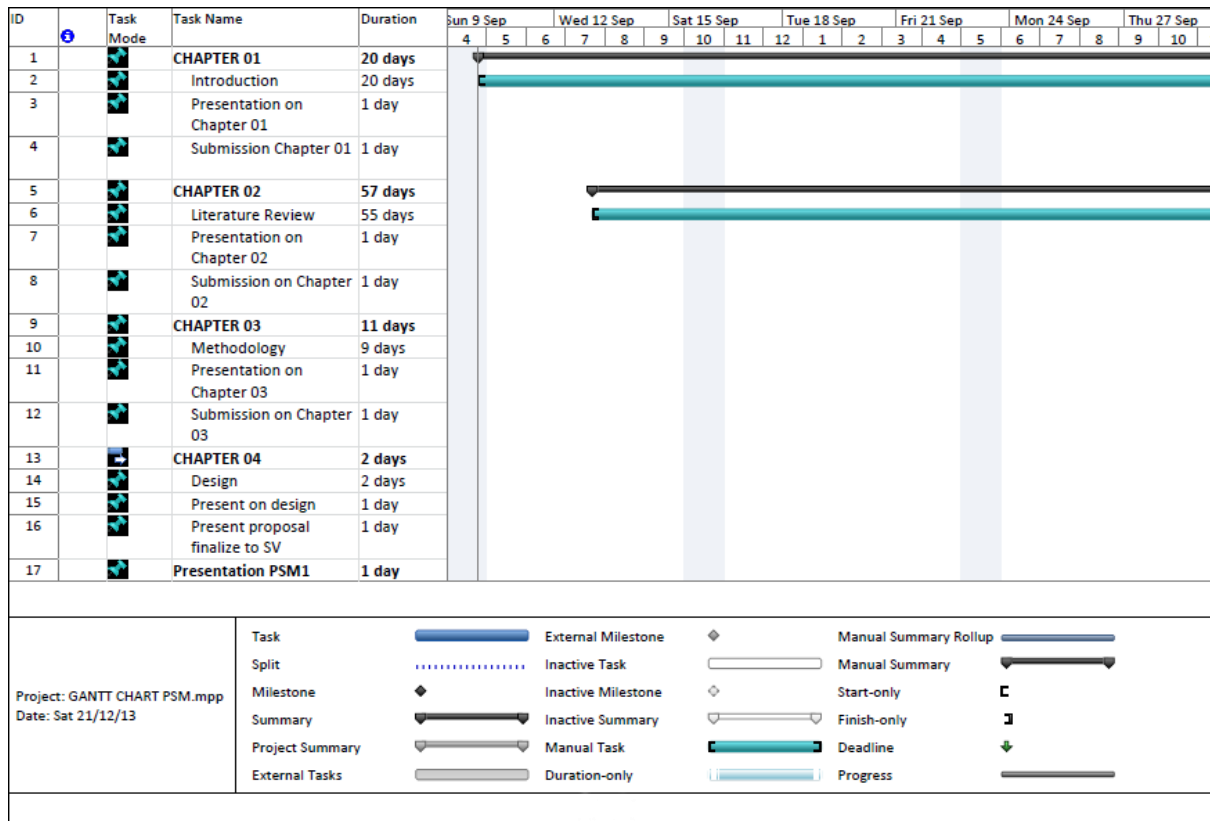 ID Task Mode Task Name Duration Sun 9 Sep Wed 12 Sep Sat 15 Sep Tue 18 Sep Fri 21 Sep Mon 24 Sep Thu 27 Sep
4 5 6 7 8 9 10 11 12 1 2 3 4 5 6 7 8 9 10
1 CHAPTER 01 20 days
2 Introduction 20 days
3 Presentation on 1 day
Chapter 01
4 Submission Chapter 01 1 day
5 CHAPTER 02 57 days
6 Literature Review 55 days
7 Presentation on 1 day
Chapter 02
8 Submission on Chapter 1 day
02
9 CHAPTER 03 11 days
10 Methodology 9 days
11 Presentation on 1 day
Chapter 03
12 Submission on Chapter 1 day
03
13 CHAPTER 04 2 days
14 Design 2 days
15 Present on design 1 day
16 Present proposal 1 day
finalize to SV
17 Presentation PSM1 1 day
Project: GANTT CHART PSM.mpp
Date: Sat 21/12/13
Task External Milestone Manual Summary Rollup
Split Inactive Task Manual Summary
Milestone Inactive Milestone Start-only
Summary Inactive Summary Finish-only
Project Summary Manual Task Deadline
External Tasks Duration-only Progress